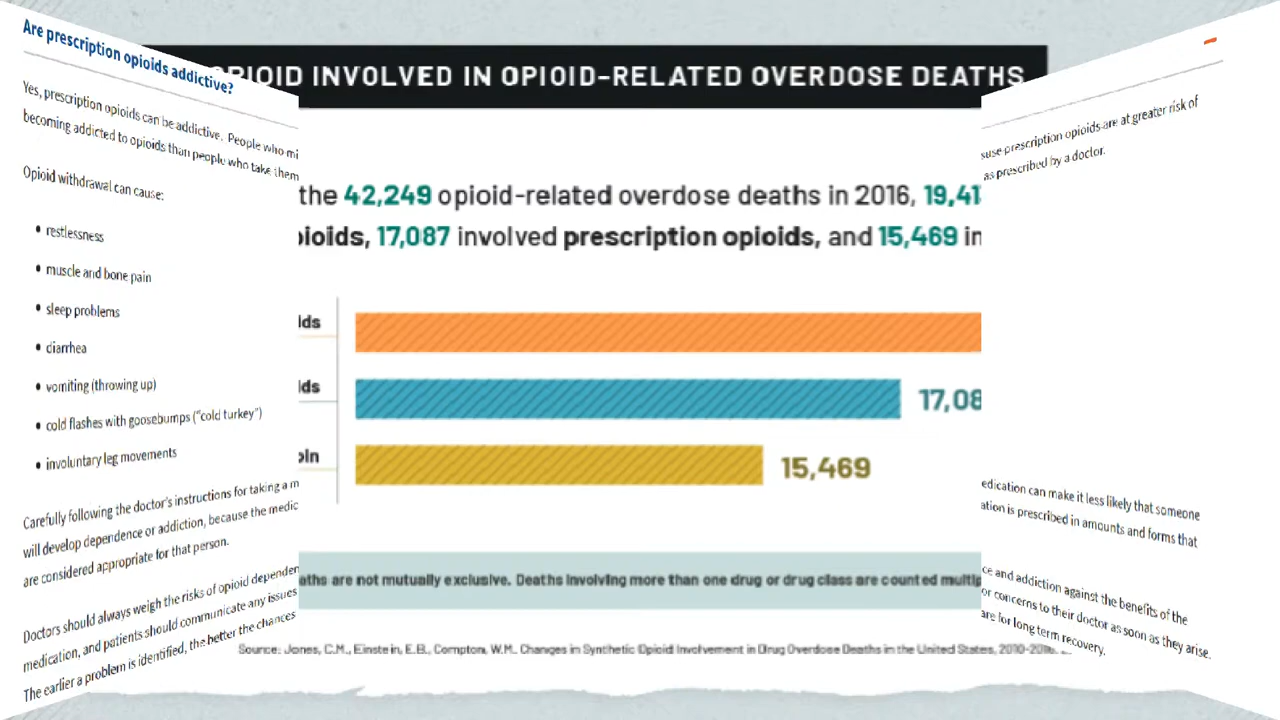 Are prescription opioids addictive?
Yes, prescription opioids can be addictive. People who mi
becoming addicted to opioids than people who take them
Opioid withdrawal can cause:
• restlessness
• muscle and bone pain
• sleep problems
• diarrhea
• vomiting (throwing up)
• cold flashes with goosebumps ("cold turkey")
• involuntary leg movements
Carefully following the doctor's instructions for taking a m
will develop dependence or addiction, because the medic
are considered appropriate for that person.
Doctors should always weigh the risks of opioid dependen
medication, and patients should communicate any issues
The earlier a problem is identified, the better the chances
OPIOID INVOLVED IN OPIOID-RELATED OVERDOSE DEATHS
the 42,249 opioid-related overdose deaths in 2016, 19,41
pioids, 17,087 involved prescription opioids, and 15,469 in
ids
ids
17,08
oin
15,469
aths are not mutually exclusive. Deaths involving more than one drug or drug class are counted multip
Source: Jones, C.M., Einstein, E.B., Compton, W.M. Changes in Synthetic Opioid Involvement in Drug Overdose Deaths in the United States, 2010-2016.
suse prescription opioids are at greater risk of
as prescribed by a doctor.
edication can make it less likely that someone
ation is prescribed in amounts and forms that
ce and addiction against the benefits of the
or concerns to their doctor as soon as they arise.
are for long term recovery.